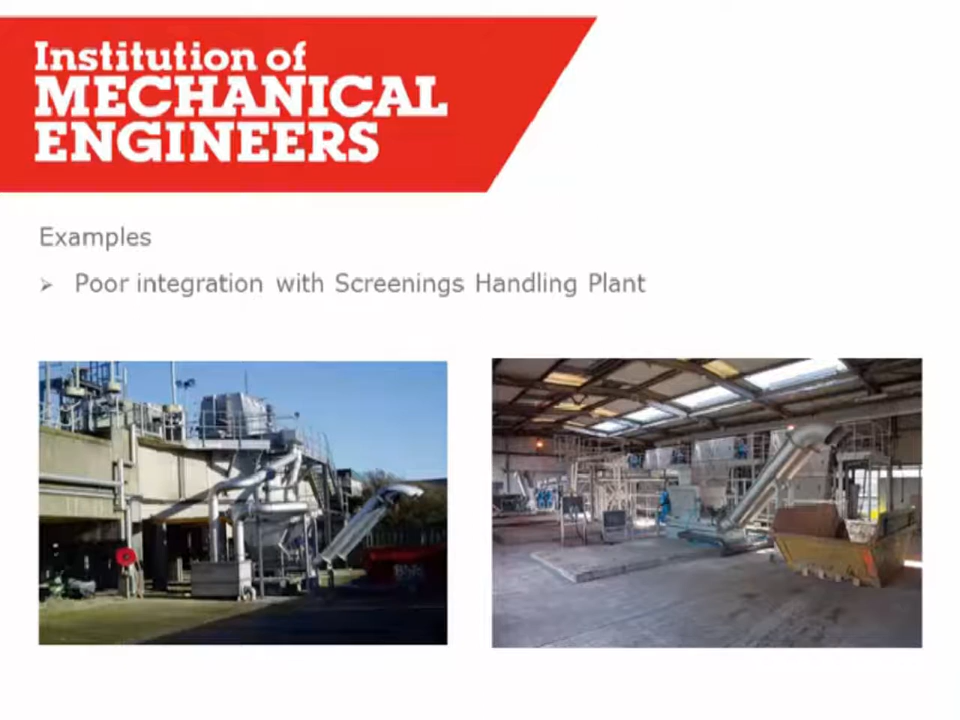 Institution of
MECHANICAL
ENGINEERS
Examples
➢ Poor integration with Screenings Handling Plant